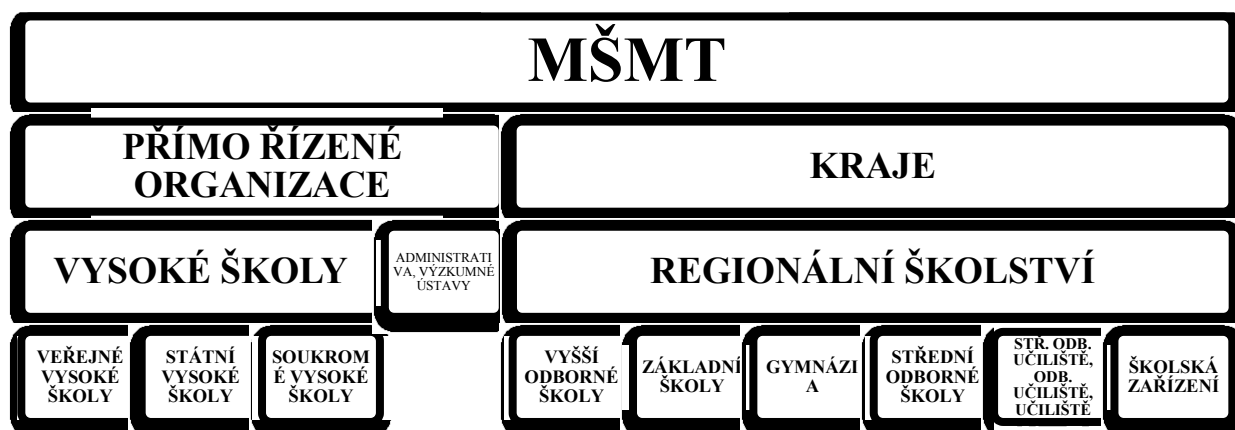 MŠMT
PŘÍMO ŘÍZENÉ
ORGANIZACE
KRAJE
VYSOKÉ ŠKOLY
ADMINISTRATI
VA, VÝZKUMNÉ
ÚSTAVY
REGIONÁLNÍ ŠKOLSTVÍ
VEŘEJNÉ
VYSOKÉ
ŠKOLY
STÁTNÍ
VYSOKÉ
ŠKOLY
SOUKROM
É VYSOKÉ
ŠKOLY
VYŠŠÍ
ODBORNÉ
ŠKOLY
ZÁKLADNÍ
ŠKOLY
GYMNÁZI
A
STŘEDNÍ
ODBORNÉ
ŠKOLY
STŘ. ODB.
UČILIŠTĚ,
ODB.
UČILIŠTĚ,
UČILIŠTĚ
ŠKOLSKÁ
ZAŘÍZENÍ